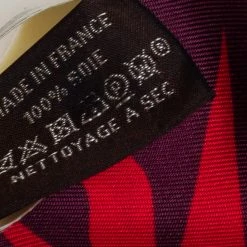 MADE IN FRANCE
100% SOIE
NETTOYAGE A SEC